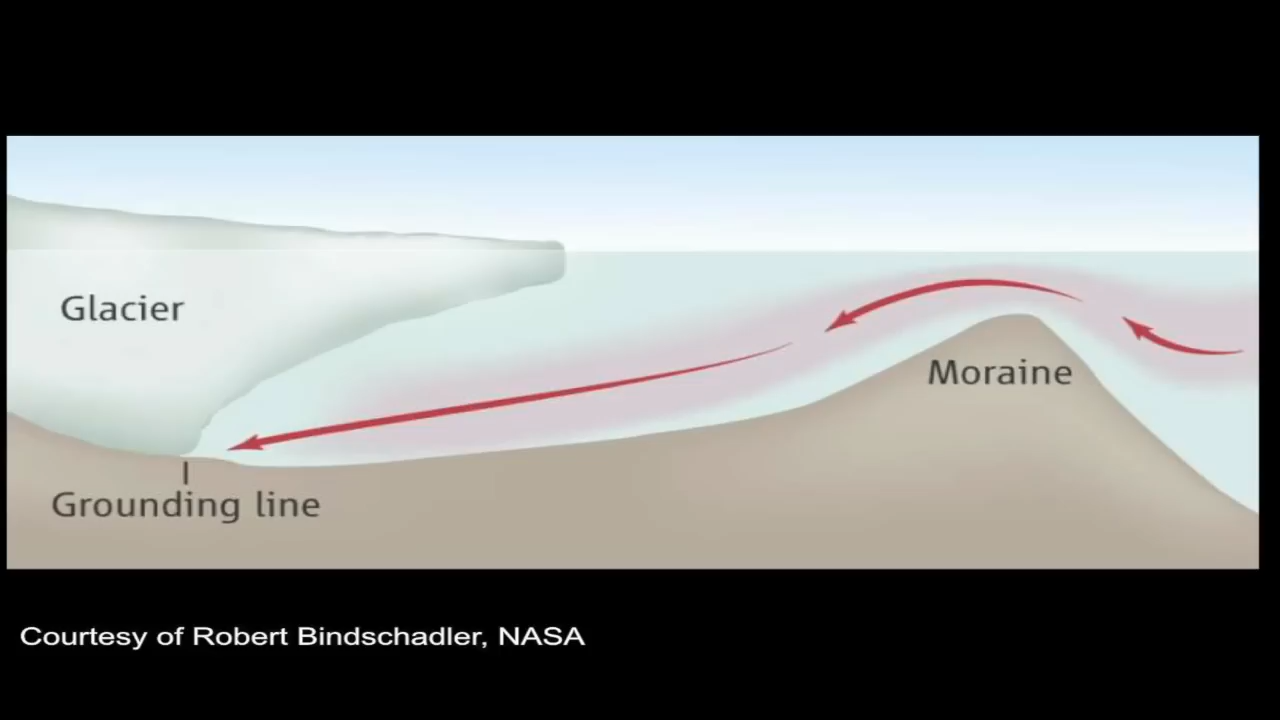 Glacier
Moraine
Grounding line
Courtesy of Robert Bindschadler, NASA